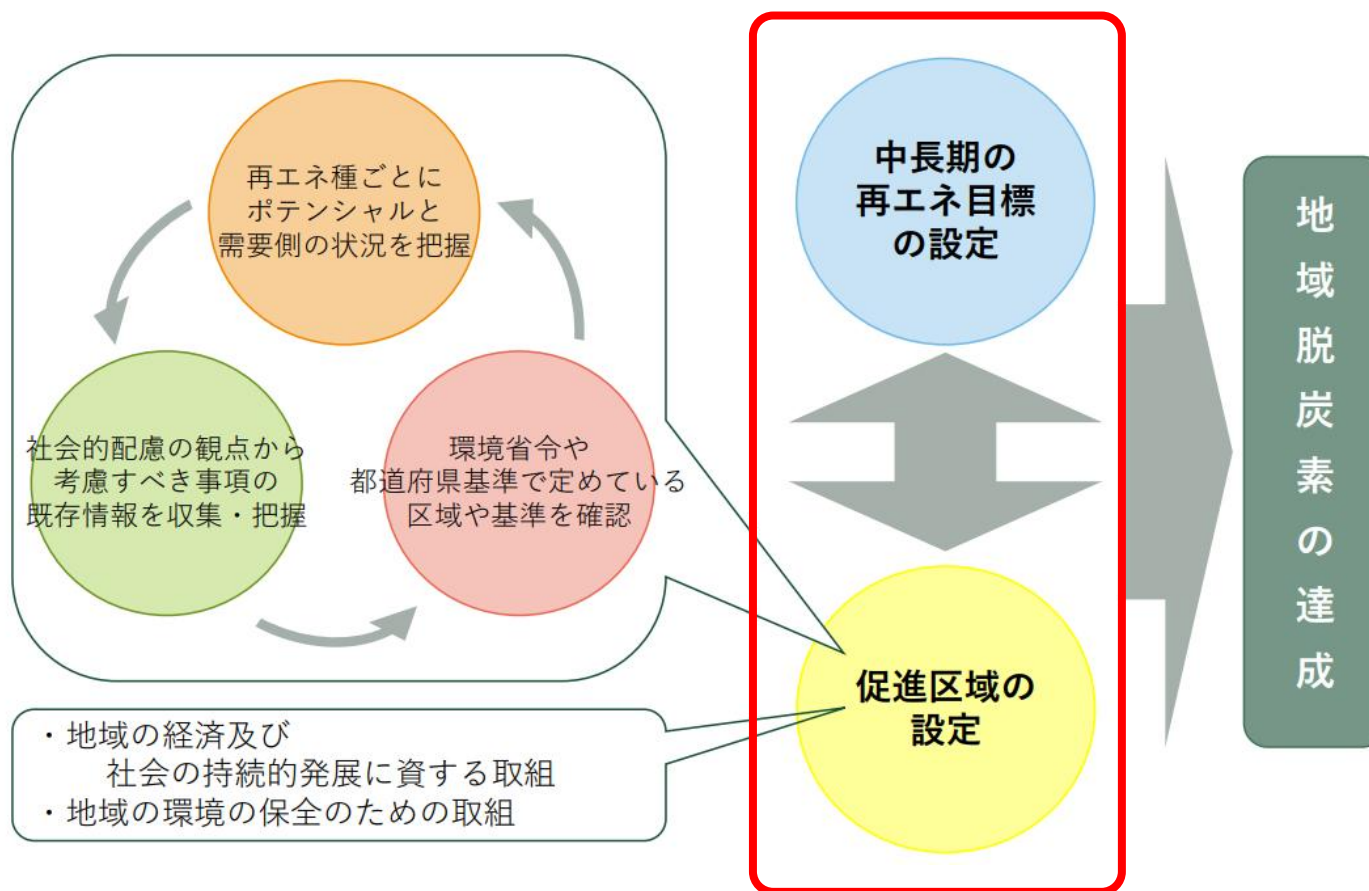 再エネ種ごとに
ポテンシャルと
需要側の状況を把握
社会的配慮の観点から
考慮すべき事項の
既存情報を収集・把握
環境省令や
都道府県基準で定めている
区域や基準を確認
・地域の経済及び
社会の持続的発展に資する取組
・地域の環境の保全のための取組
中長期の
再エネ目標
の設定
促進区域の
設定
地域脱炭素の達成